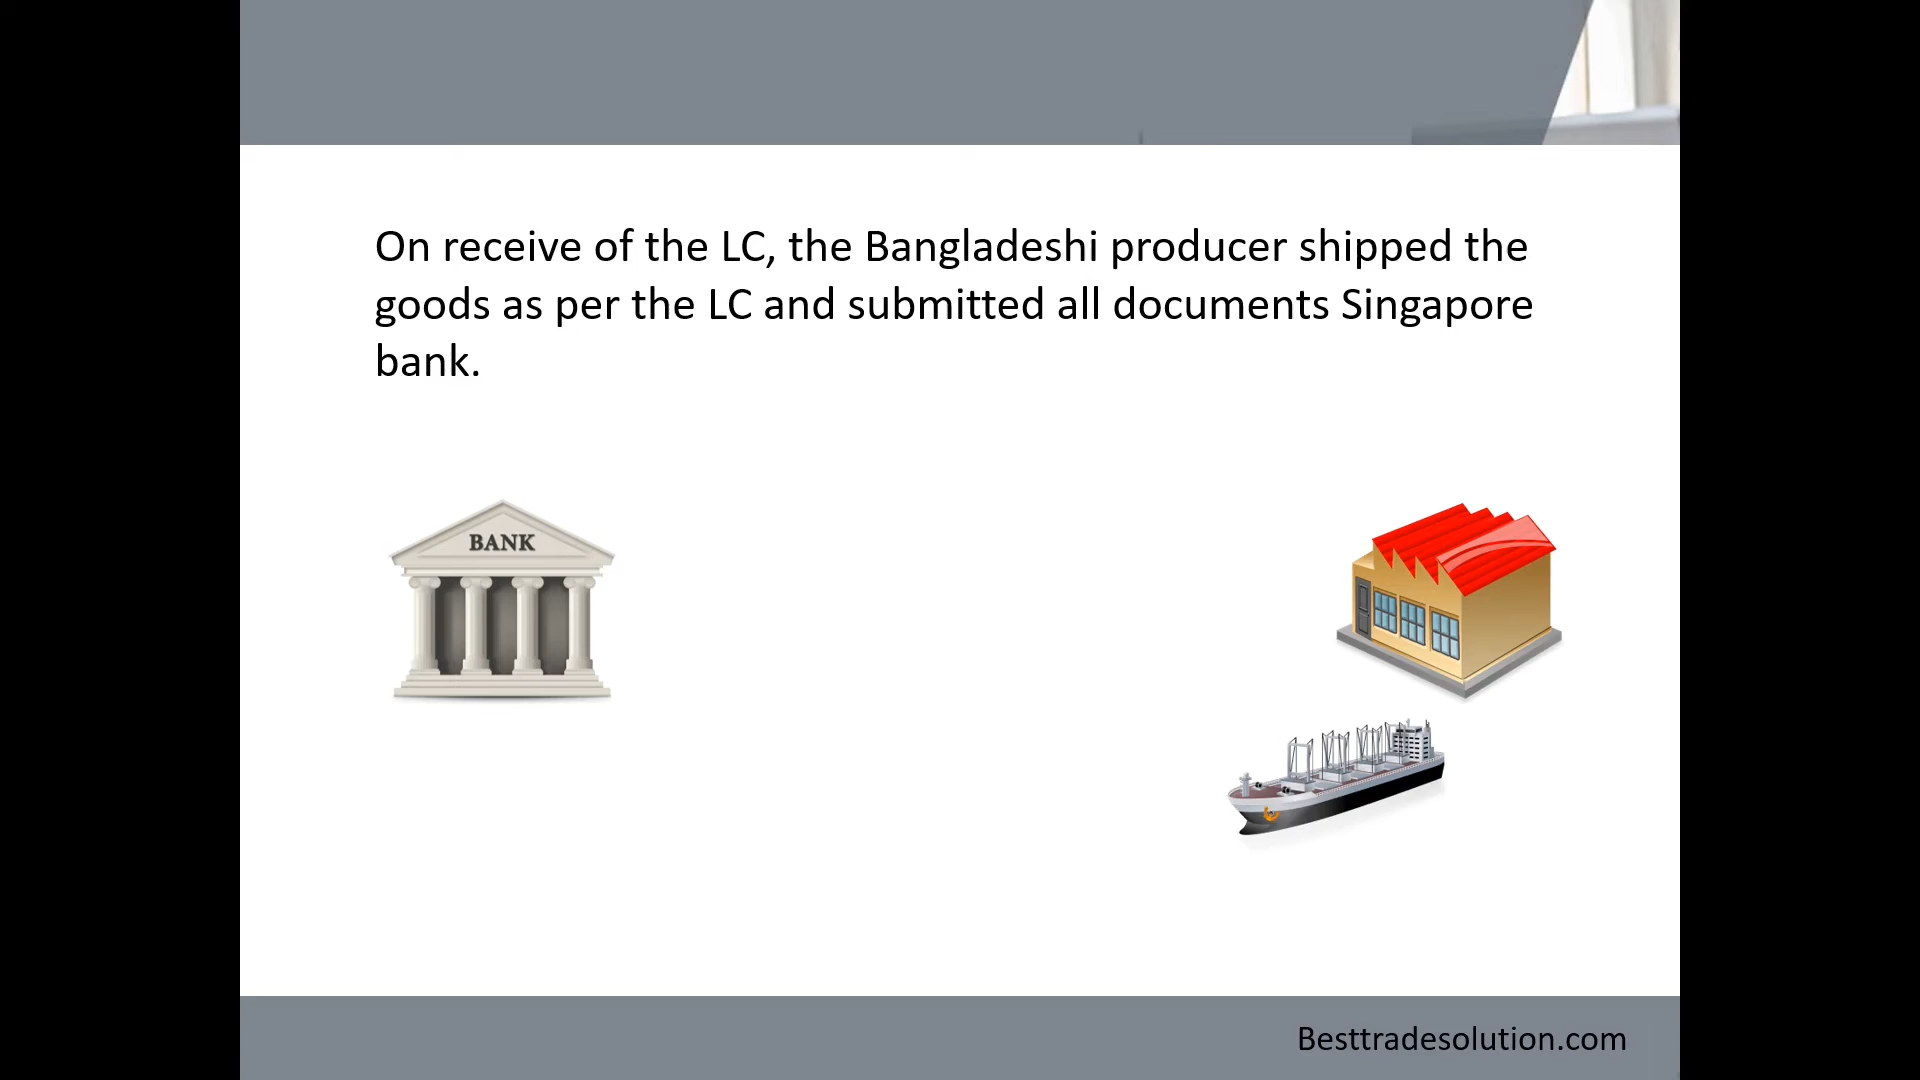 On receive of the LC, the Bangladeshi producer shipped the
goods as per the LC and submitted all documents Singapore
bank.
BANK
Besttradesolution.com